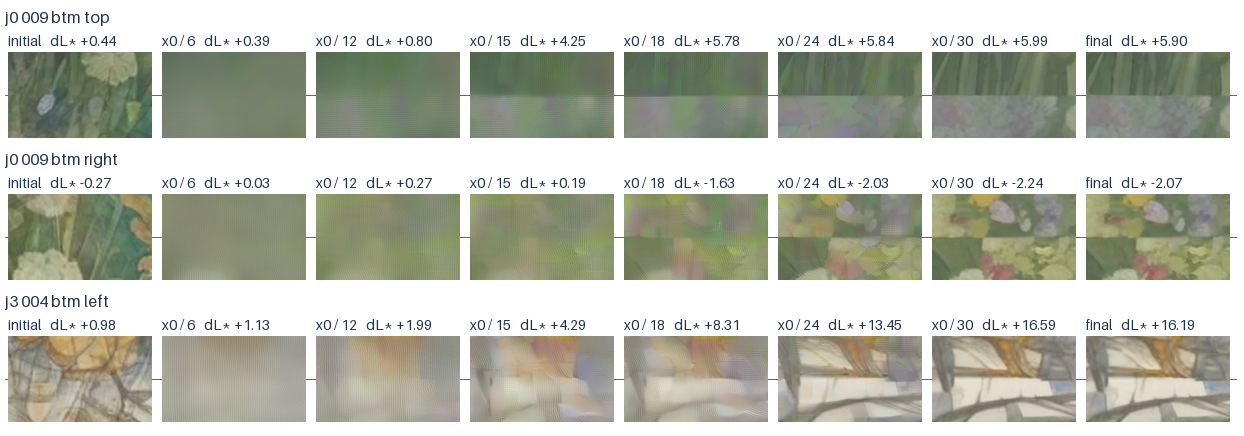 j0 009 btm top
initial dL* +0.44 x0 / 6 dL* +0.39 x0 / 12 dL* +0.80 x0 / 15 dL* +4.25 x0 / 18 dL* +5.78 x0 / 24 dL* +5.84 x0 / 30 dL* +5.99 final dL* +5.90
j0 009 btm right
initial dL* -0.27 x0 / 6 dL* +0.03 x0 / 12 dL* +0.27 x0 / 15 dL* +0.19 x0 / 18 dL* -1.63 x0 / 24 dL* -2.03 x0 / 30 dL* -2.24 final dL* -2.07
j3 004 btm left
initial dL* +0.98 x0 / 6 dL* +1.13 x0 / 12 dL* +1.99 x0 / 15 dL* +4.29 x0 / 18 dL* +8.31 x0 / 24 dL* +13.45 x0 / 30 dL* +16.59 final dL* +16.19